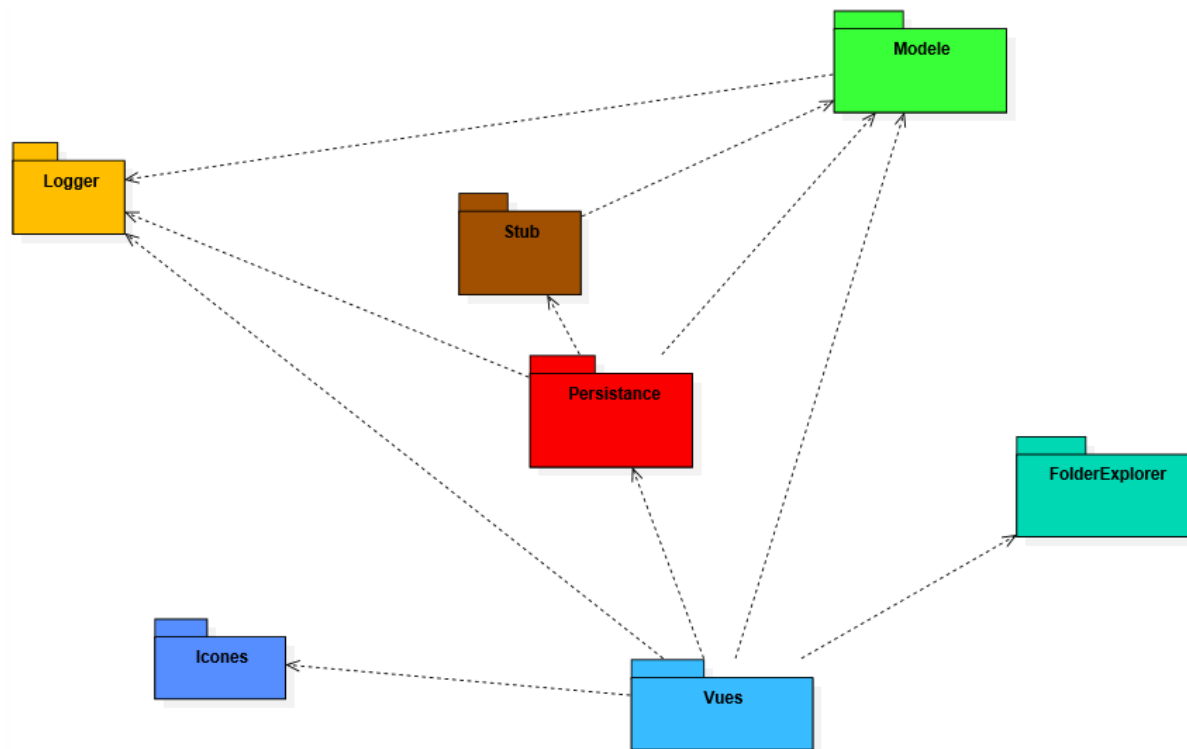 Modele
Logger
Stub
Persistance
FolderExplorer
Icones
Vues